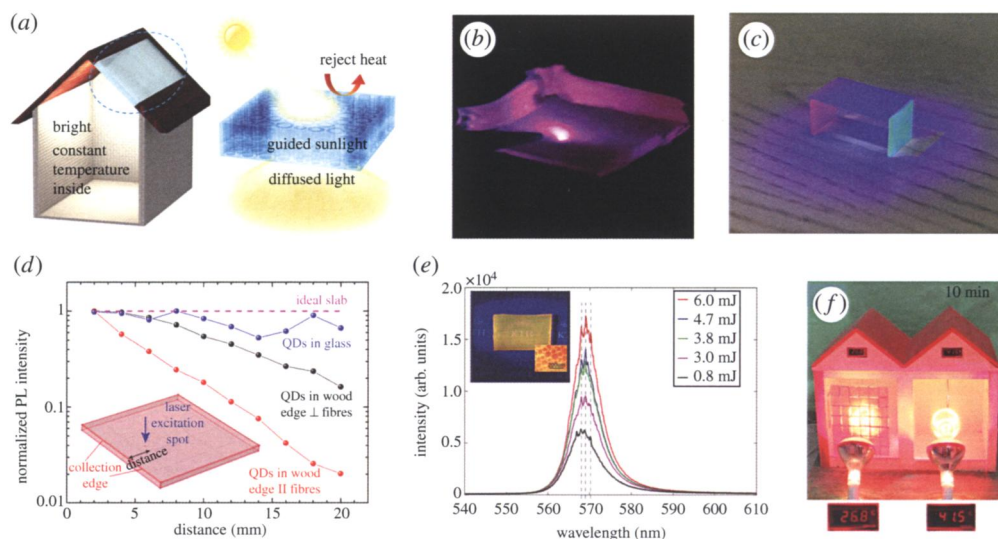 (a)
bright
constant
temperature
inside
reject heat
guided sunlight
diffused light
(b)
(c)
(d)
normalized PL intensity
1
0.1
0.01
0
5
10
15
20
distance (mm)
ideal slab
QDs in glass
QDs in wood
edge ⊥ fibres
QDs in wood
edge II fibres
laser
excitation
spot
distance
collection
edge
(e)
×10⁴
intensity (arb. units)
2.0
1.5
1.0
0.5
0
540
550
560
570
580
590
600
610
wavelength (nm)
6.0 mJ
4.7 mJ
3.8 mJ
3.0 mJ
0.8 mJ
(f)
10 min
26.8
41.5